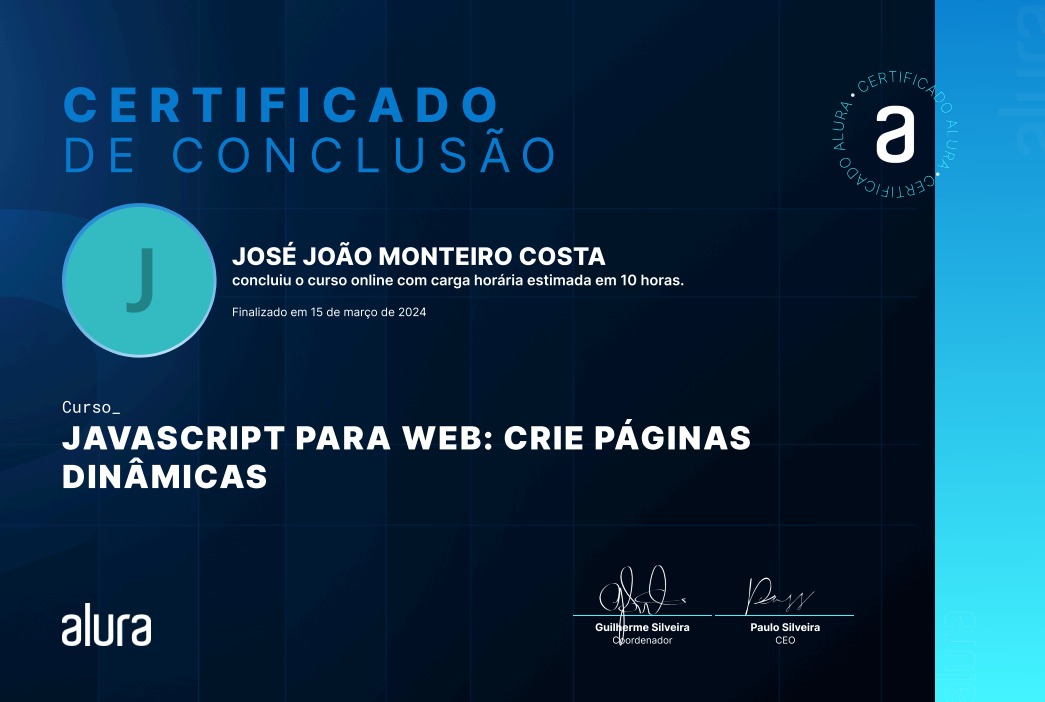 CERTIFICADO
DE CONCLUSÃO
CERTIFICADO ALURA • CERTIFICADO ALURA •
a
J
JOSÉ JOÃO MONTEIRO COSTA
concluiu o curso online com carga horária estimada em 10 horas.
Finalizado em 15 de março de 2024
Curso_
JAVASCRIPT PARA WEB: CRIE PÁGINAS
DINÂMICAS
alura
Guilherme Silveira
Coordenador
Paulo Silveira
CEO
alura
alura